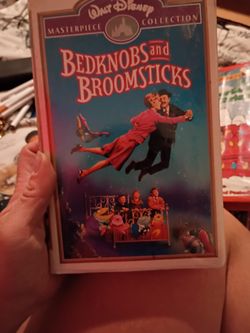 Walt Disney
MASTERPIECE COLLECTION
BEDKNOBS and
BROOMSTICKS